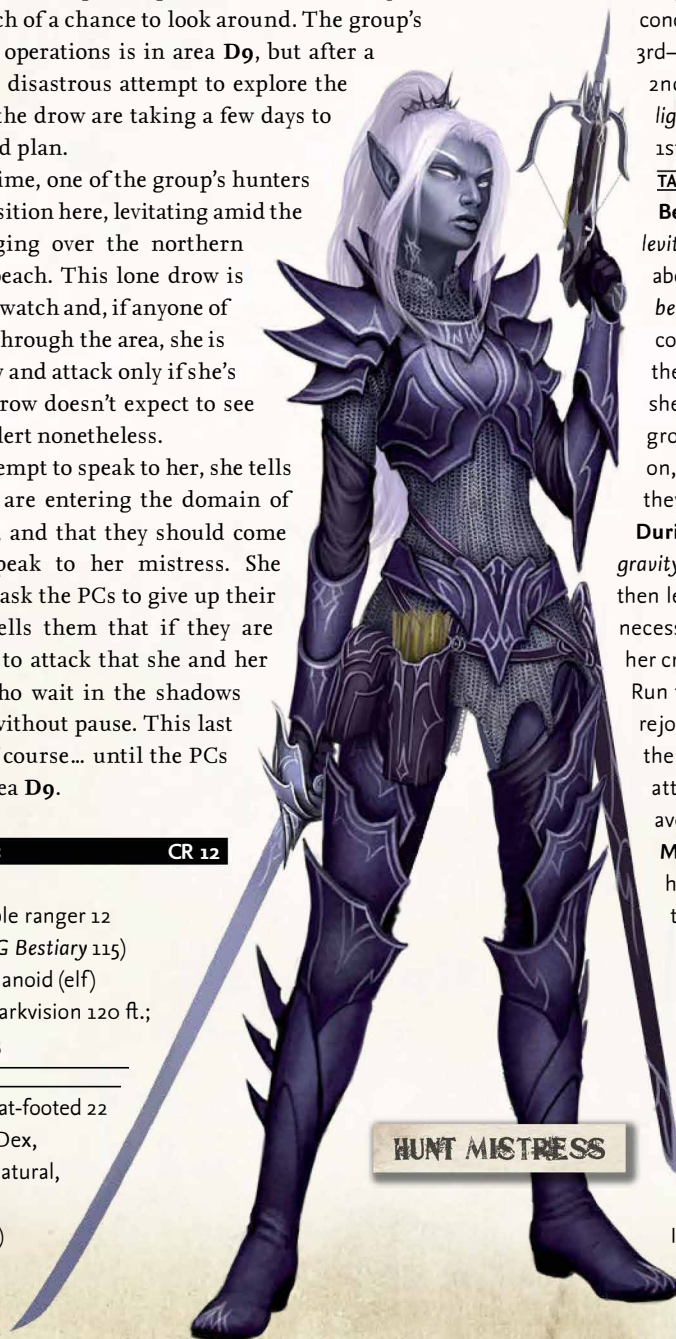 ch of a chance to look around. The group's
operations is in area D9, but after a
disastrous attempt to explore the
the drow are taking a few days to
d plan.
ime, one of the group's hunters
sition here, levitating amid the
ging over the northern
each. This lone drow is
watch and, if anyone of
hrough the area, she is
and attack only if she's
row doesn't expect to see
lert nonetheless.
empt to speak to her, she tells
are entering the domain of
, and that they should come
peak to her mistress. She
ask the PCs to give up their
ells them that if they are
to attack that she and her
ho wait in the shadows
without pause. This last
f course… until the PCs
ea D9.
CR 12
ble ranger 12
G Bestiary 115)
anoid (elf)
arkvision 120 ft.;
at-footed 22
Dex,
atural,
)
HUNT MISTRESS
conc
3rd—
2nd
lig
1st
TA
Be
levit
abo
be
co
the
she
gro
on,
they
Duri
gravity
then le
necess
her cr
Run t
rejo
the
att
ave
M
h
t